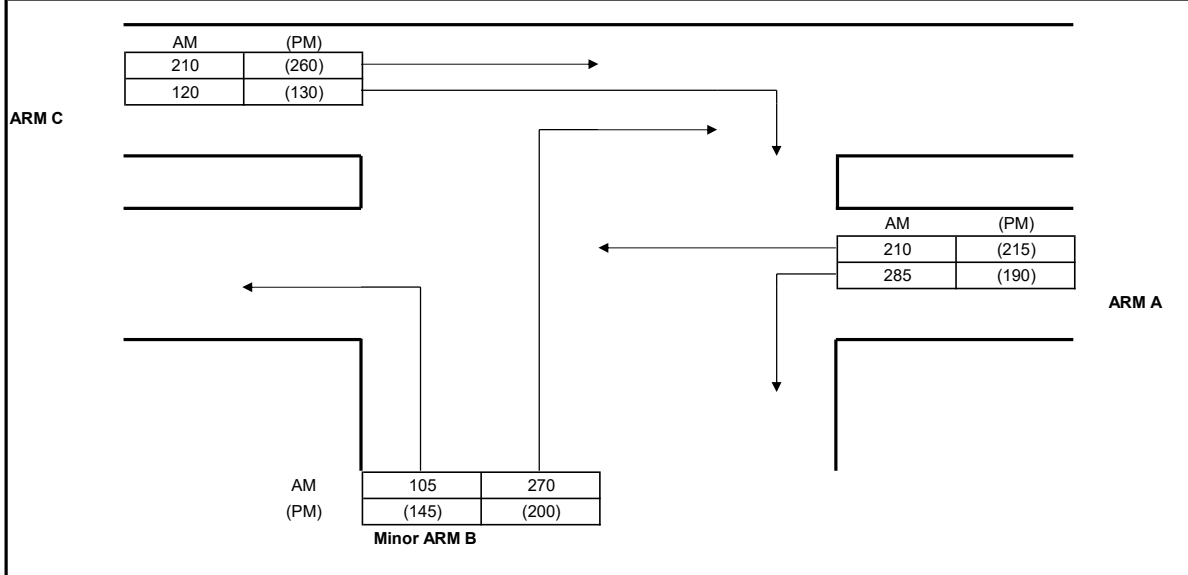 AM (PM)
210 (260)
120 (130)
ARM C
AM (PM)
210 (215)
285 (190)
ARM A
AM 105 270
(PM) (145) (200)
Minor ARM B